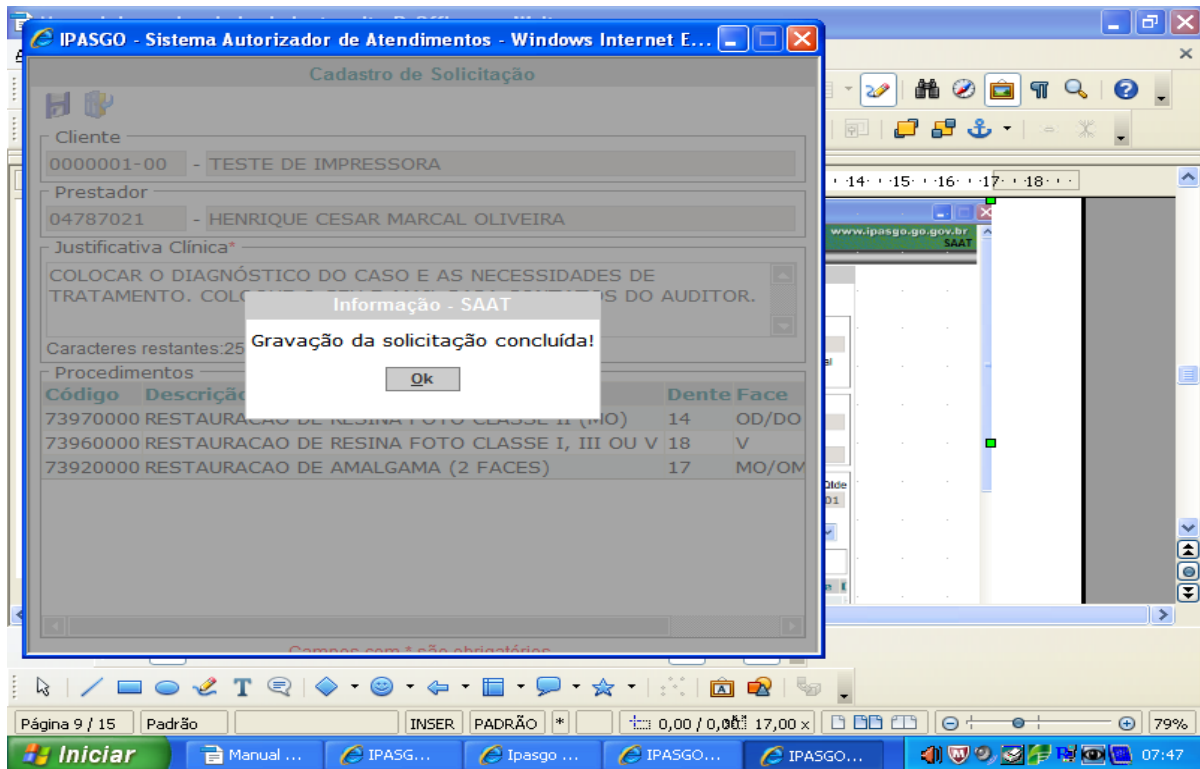 IPASGO - Sistema Autorizador de Atendimentos - Windows Internet E...
Cadastro de Solicitação
Cliente
0000001-00 - TESTE DE IMPRESSORA
Prestador
04787021 - HENRIQUE CESAR MARCAL OLIVEIRA
Justificativa Clínica*
COLOCAR O DIAGNÓSTICO DO CASO E AS NECESSIDADES DE
TRATAMENTO. DO AUDITOR.
Informação - SAAT
Gravação da solicitação concluída!
Ok
Caracteres restantes:25
Procedimentos
Código Descrição Dente Face
73970000 RESTAURACAO DE RESINA FOTO CLASSE II (MO) 14 OD/DO
73960000 RESTAURACAO DE RESINA FOTO CLASSE I, III OU V 18 V
73920000 RESTAURACAO DE AMALGAMA (2 FACES) 17 MO/OM
Campos com * são obrigatórios
14 15 16 17 18
www.ipasgo.go.gov.br
SAAT
Qlde
01
Página 9 / 15 Padrão INSER PADRÃO * 0,00 / 0,00 17,00 x 79%
Iniciar Manual ... IPASG... Ipasgo ... IPASGO... IPASGO... 07:47